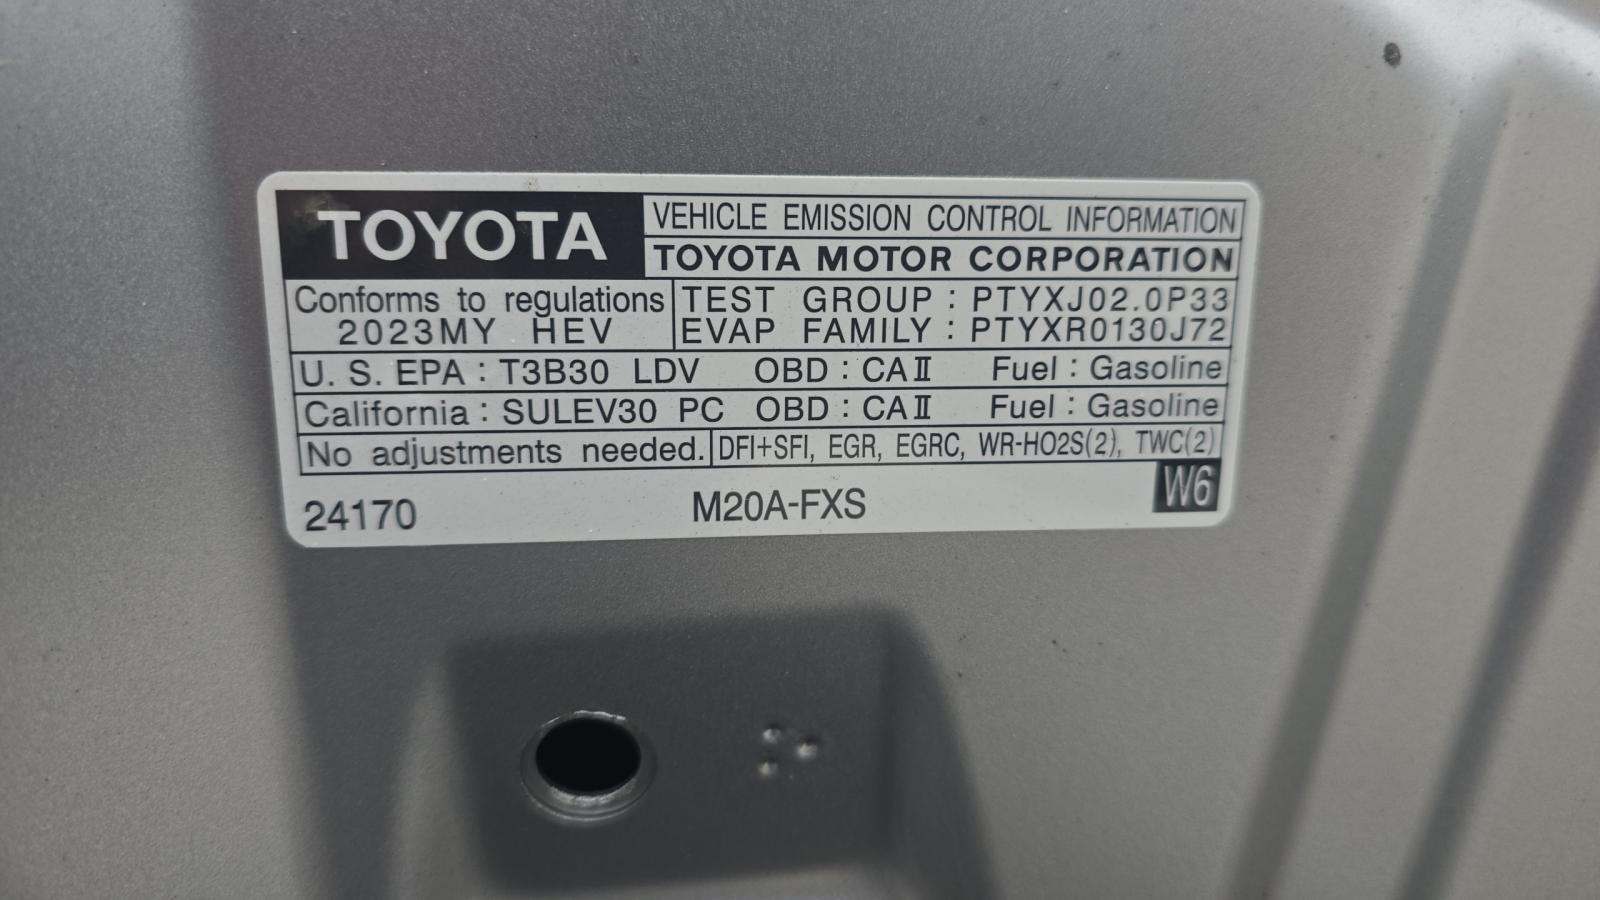 TOYOTA
VEHICLE EMISSION CONTROL INFORMATION
TOYOTA MOTOR CORPORATION
Conforms to regulations
2023MY HEV
TEST GROUP : PTYXJ02.0P33
EVAP FAMILY : PTYXR0130J72
U. S. EPA : T3B30 LDV OBD : CAⅡ Fuel : Gasoline
California : SULEV30 PC OBD : CAⅡ Fuel : Gasoline
No adjustments needed. DFI+SFI, EGR, EGRC, WR-HO2S(2), TWC(2)
24170 M20A-FXS W6